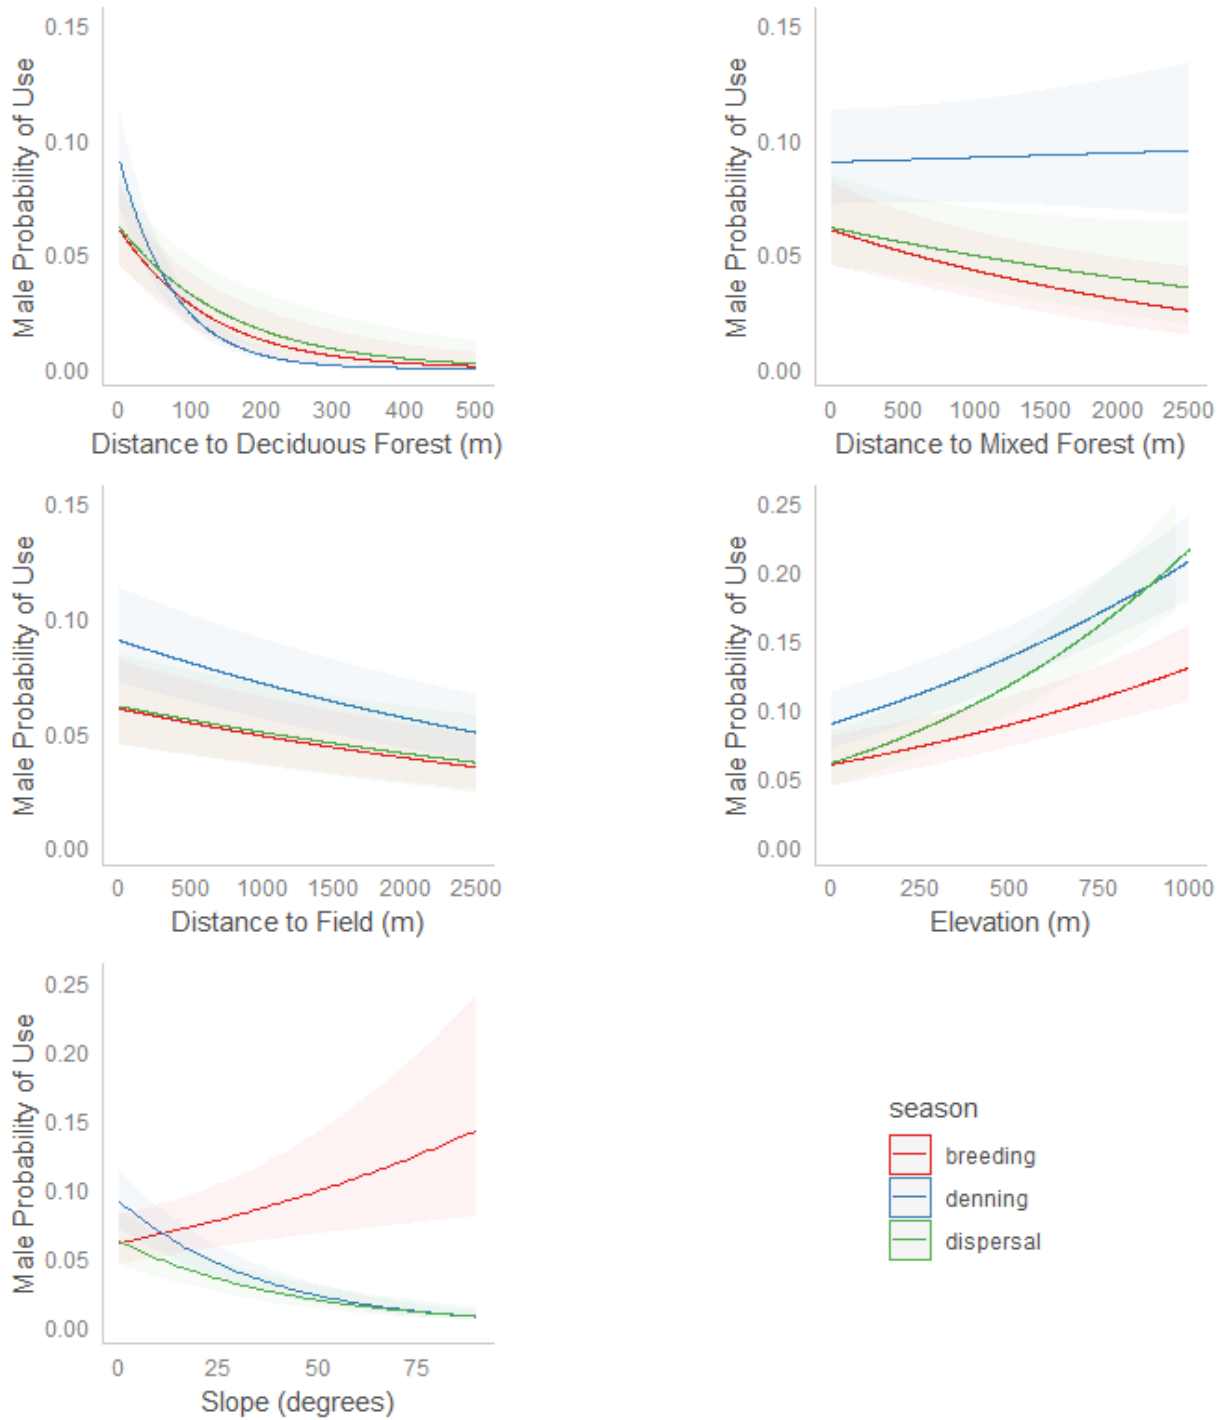 0.15
0.10
0.05
0.00
Male Probability of Use
0 100 200 300 400 500
Distance to Deciduous Forest (m)
0.15
0.10
0.05
0.00
Male Probability of Use
0 500 1000 1500 2000 2500
Distance to Mixed Forest (m)
0.15
0.10
0.05
0.00
Male Probability of Use
0 500 1000 1500 2000 2500
Distance to Field (m)
0.25
0.20
0.15
0.10
0.05
0.00
Male Probability of Use
0 250 500 750 1000
Elevation (m)
0.25
0.20
0.15
0.10
0.05
0.00
Male Probability of Use
0 25 50 75
Slope (degrees)
season
breeding
denning
dispersal